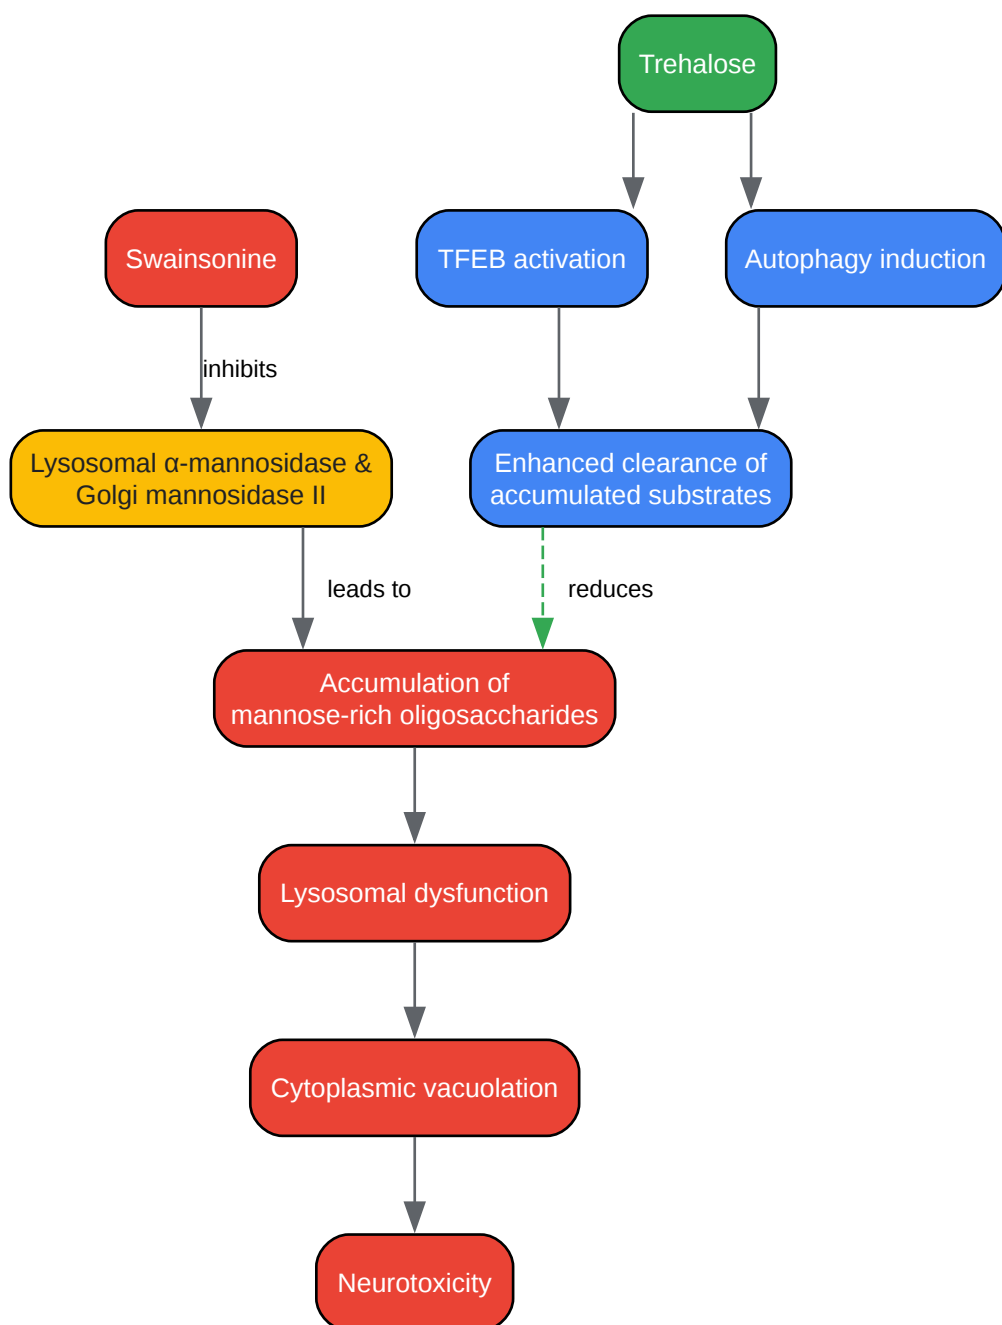 Trehalose
Swainsonine
TFEB activation
Autophagy induction
inhibits
Lysosomal α-mannosidase &
Golgi mannosidase II
Enhanced clearance of
accumulated substrates
leads to
reduces
Accumulation of
mannose-rich oligosaccharides
Lysosomal dysfunction
Cytoplasmic vacuolation
Neurotoxicity